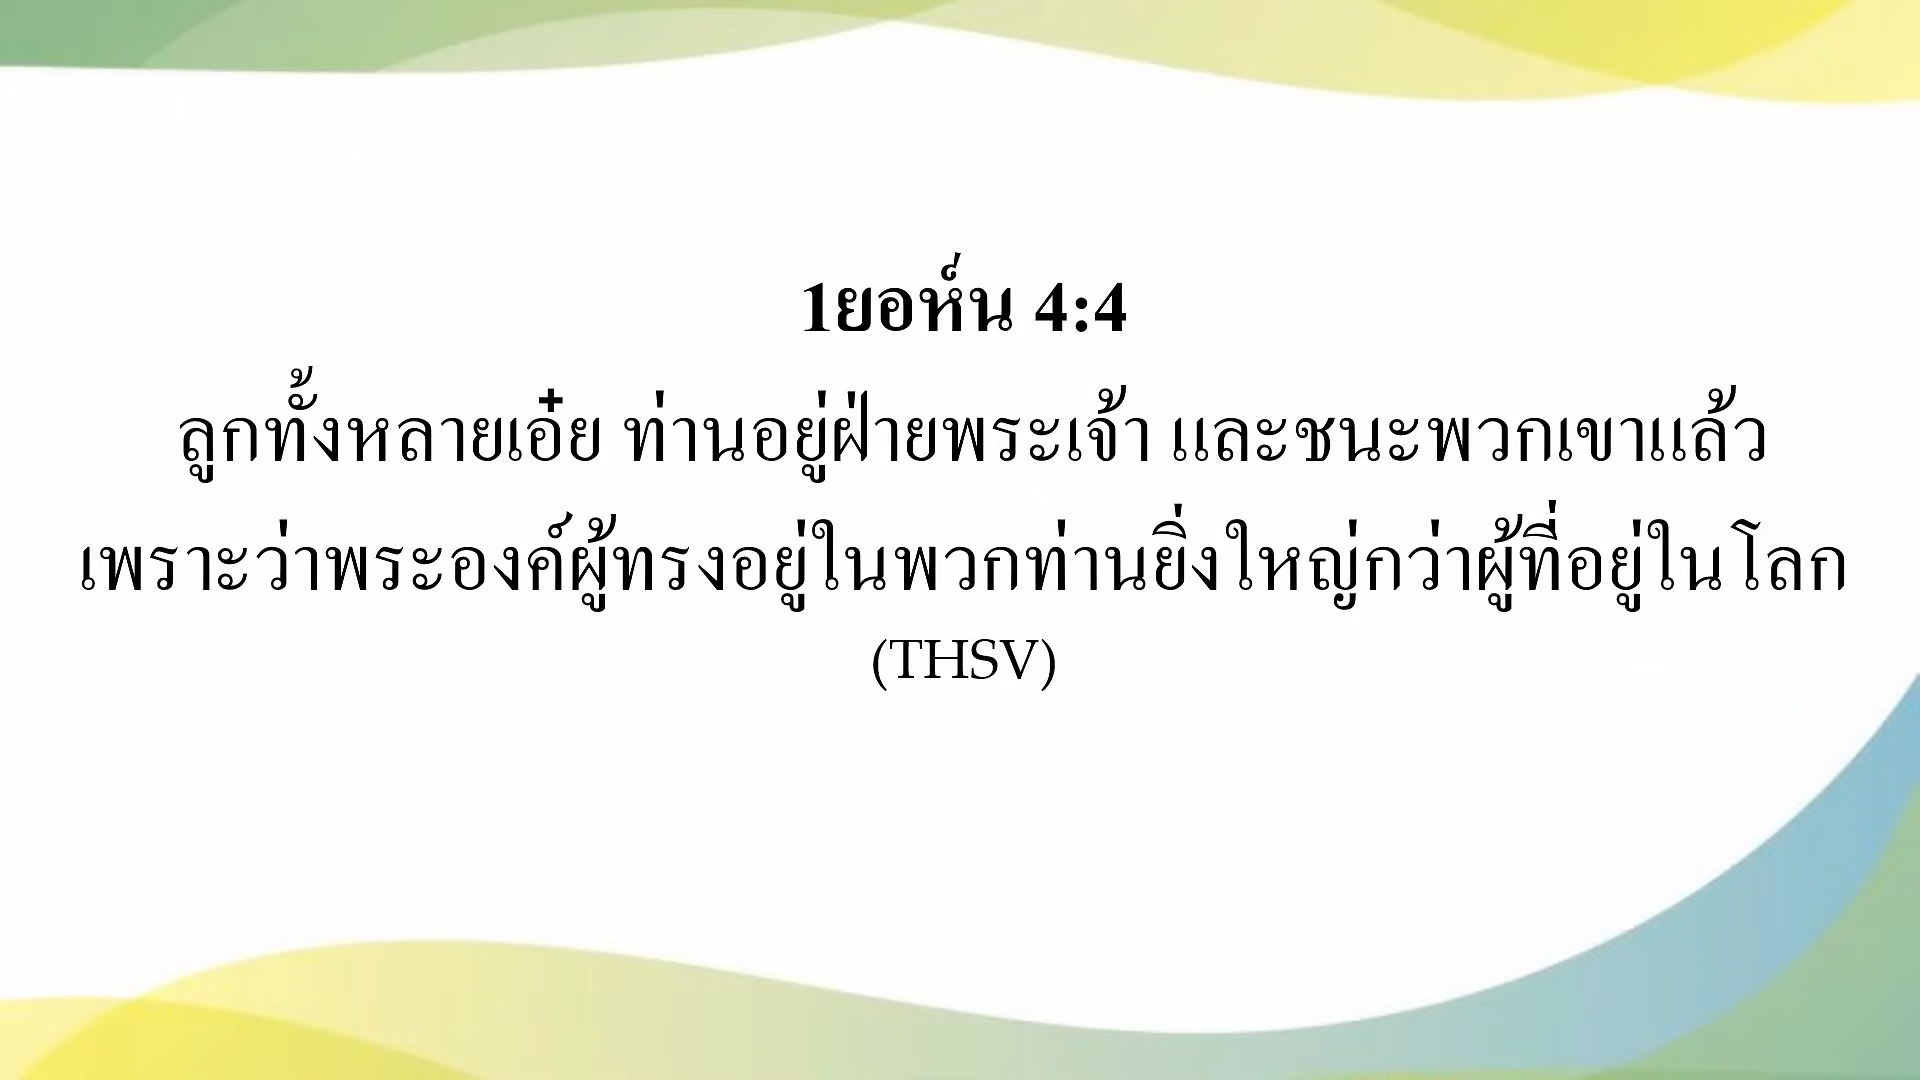 1ยอห์น 4:4
ลูกทั้งหลายเอ๋ย ท่านอยู่ฝ่ายพระเจ้า และชนะพวกเขาแล้ว
เพราะว่าพระองค์ผู้ทรงอยู่ในพวกท่านยิ่งใหญ่กว่าผู้ที่อยู่ในโลก
(THSV)